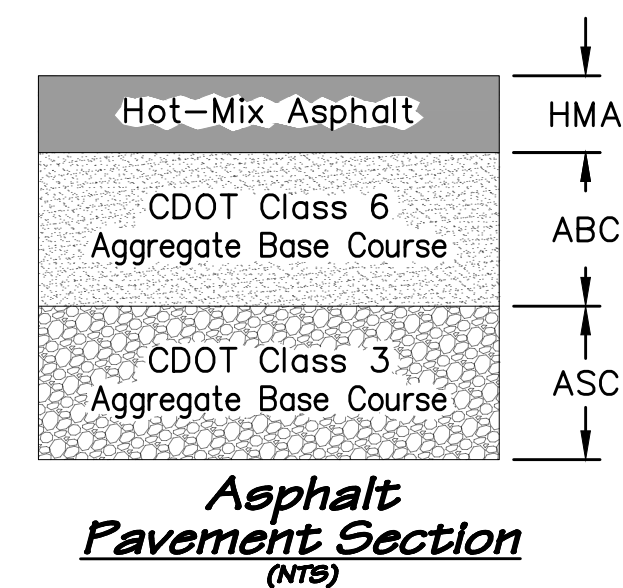 Hot-Mix Asphalt
HMA
CDOT Class 6
Aggregate Base Course
ABC
CDOT Class 3
Aggregate Base Course
ASC
Asphalt
Pavement Section
(NTS)